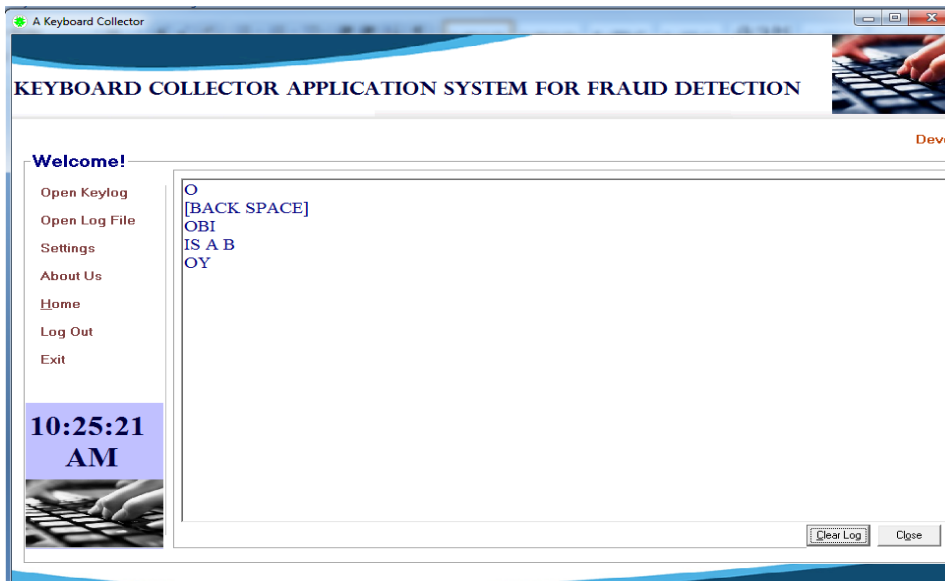 A Keyboard Collector
KEYBOARD COLLECTOR APPLICATION SYSTEM FOR FRAUD DETECTION
Dev
Welcome!
Open Keylog
Open Log File
Settings
About Us
Home
Log Out
Exit
10:25:21
AM
O
[BACK SPACE]
OBI
IS A B
OY
Clear Log
Close